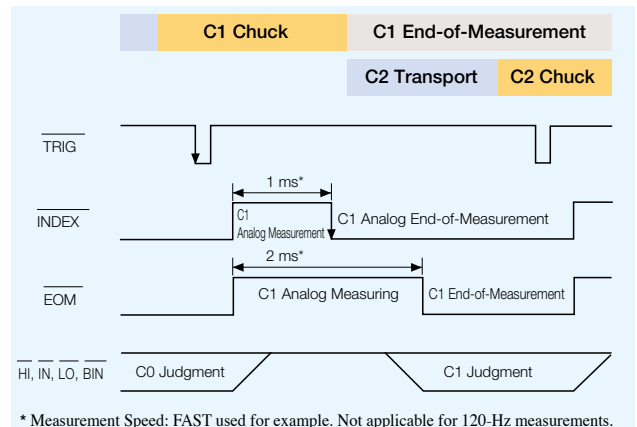 C1 Chuck C1 End-of-Measurement
C2 Transport C2 Chuck
TRIG
1 ms*
INDEX
C1
Analog Measurement
C1 Analog End-of-Measurement
2 ms*
EOM
C1 Analog Measuring
C1 End-of-Measurement
HI, IN, LO, BIN
C0 Judgment
C1 Judgment
* Measurement Speed: FAST used for example. Not applicable for 120-Hz measurements.